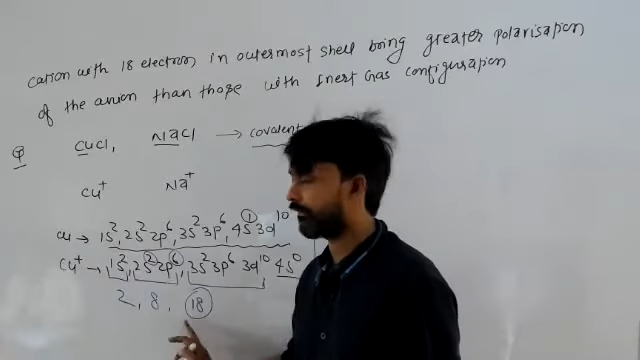 cation with 18 electron in outermost shell bring greater polarisation
of the anion than those with Inert Gas configuration
Q CuCl, NaCl → covalent
Cu⁺ Na⁺
Cu → 1s², 2s² 2p⁶, 3s² 3p⁶, 4s¹ 3d¹⁰
Cu⁺ → 1s², 2s² 2p⁶, 3s² 3p⁶ 3d¹⁰ 4s⁰
2, 8, 18